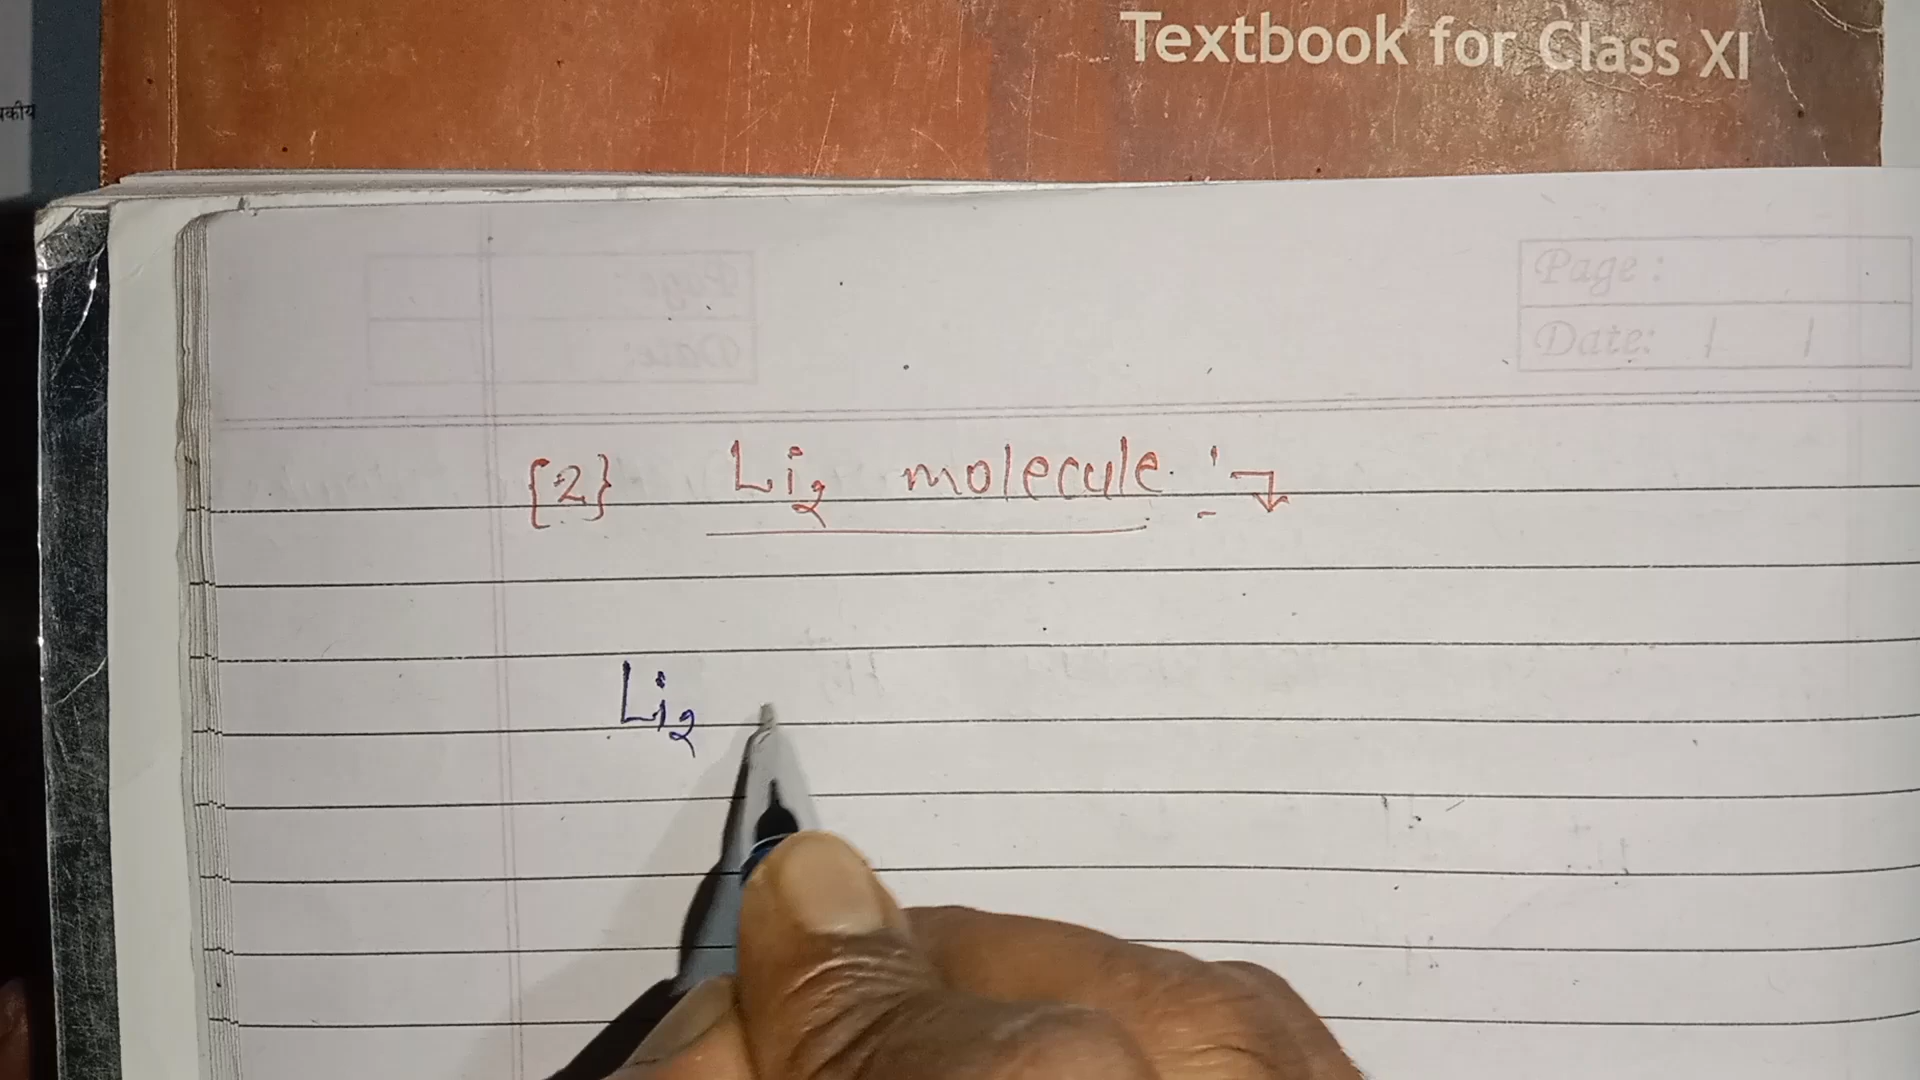 Textbook for Class XI
Page :
Date: / /
{2} Li₂ molecule :
Li₂